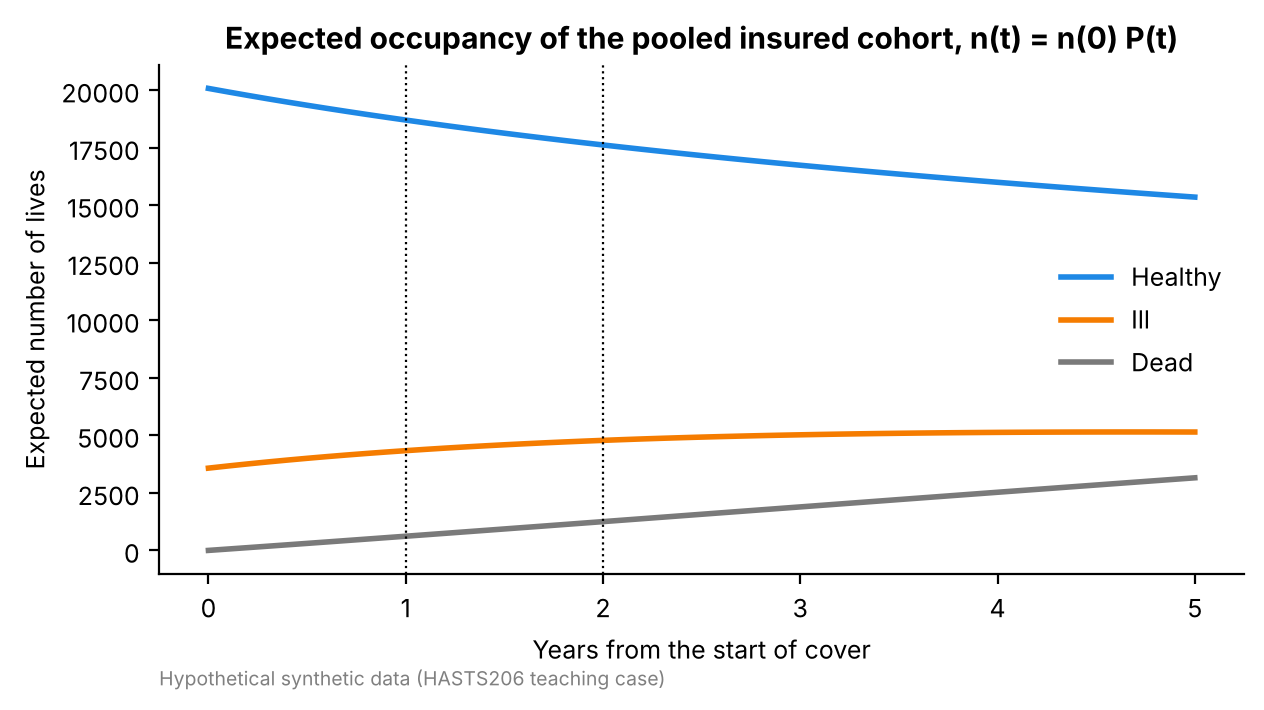 Expected occupancy of the pooled insured cohort, n(t) = n(0) P(t)
Expected number of lives
20000
17500
15000
12500
10000
7500
5000
2500
0
Healthy
Ill
Dead
0 1 2 3 4 5
Years from the start of cover
Hypothetical synthetic data (HASTS206 teaching case)